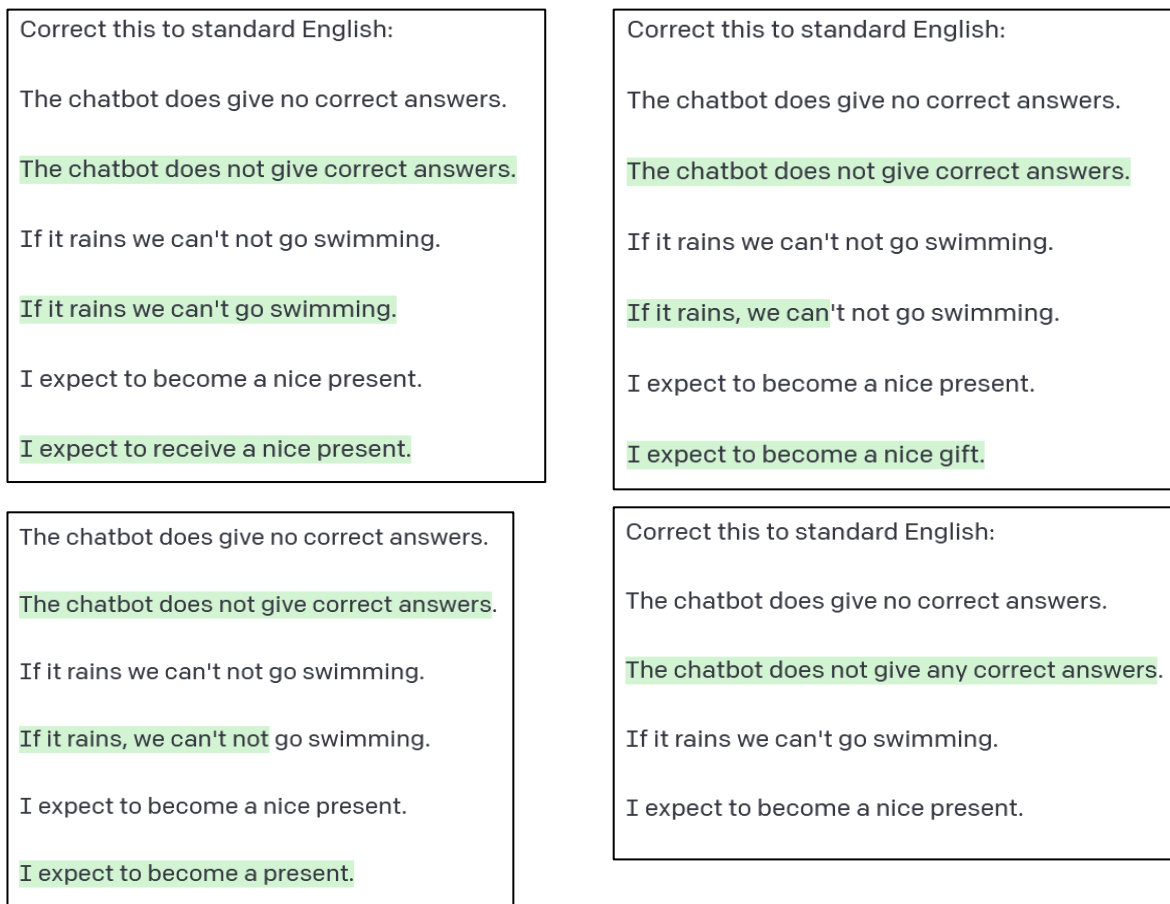 Correct this to standard English:
The chatbot does give no correct answers.
The chatbot does not give correct answers.
If it rains we can't not go swimming.
If it rains we can't go swimming.
I expect to become a nice present.
I expect to receive a nice present.
Correct this to standard English:
The chatbot does give no correct answers.
The chatbot does not give correct answers.
If it rains we can't not go swimming.
If it rains, we can't not go swimming.
I expect to become a nice present.
I expect to become a nice gift.
The chatbot does give no correct answers.
The chatbot does not give correct answers.
If it rains we can't not go swimming.
If it rains, we can't not go swimming.
I expect to become a nice present.
I expect to become a present.
Correct this to standard English:
The chatbot does give no correct answers.
The chatbot does not give any correct answers.
If it rains we can't go swimming.
I expect to become a nice present.